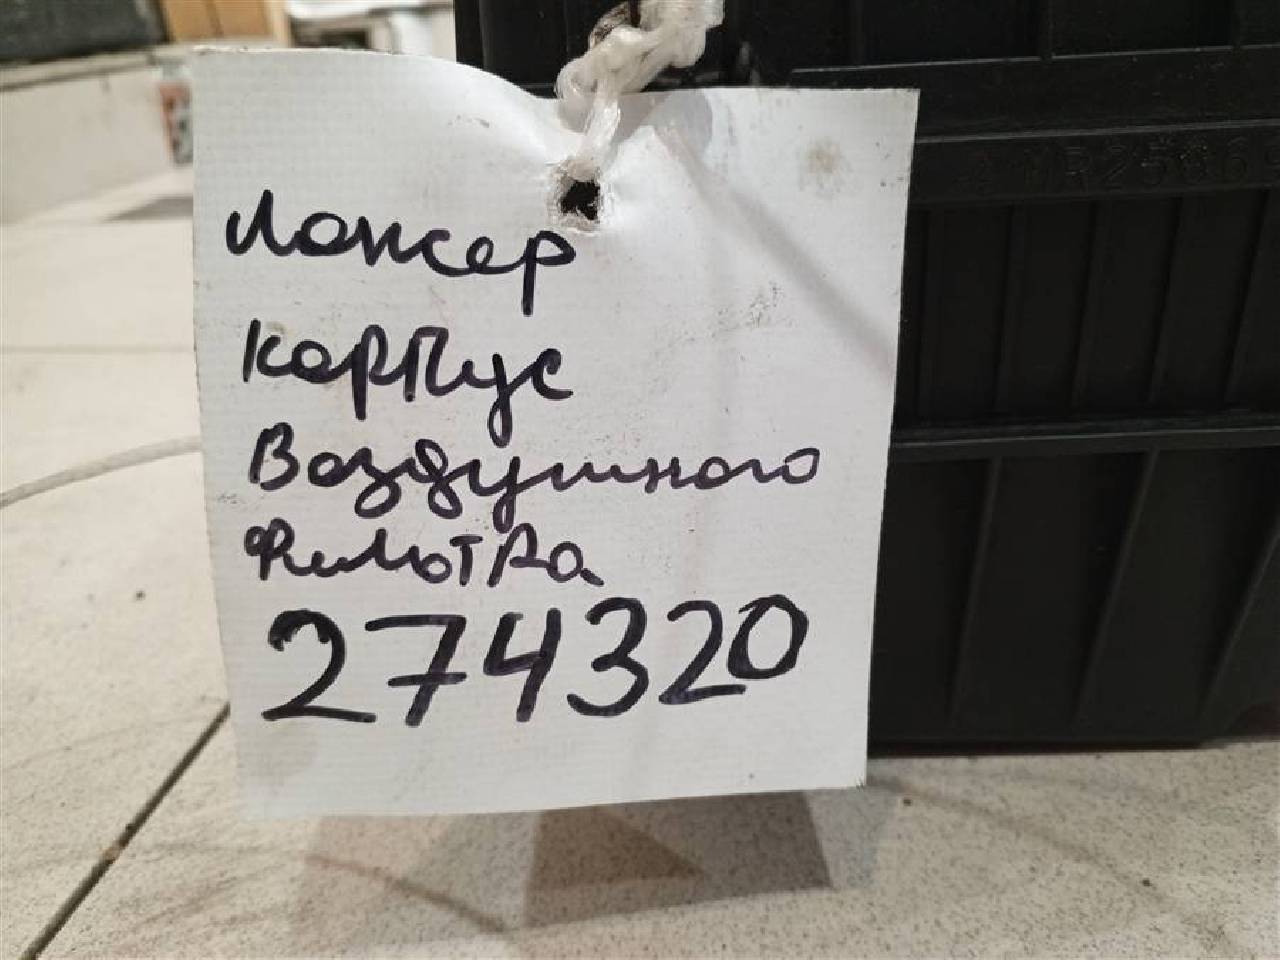 Лансер
корпус
Воздушного
Фильтра
274320